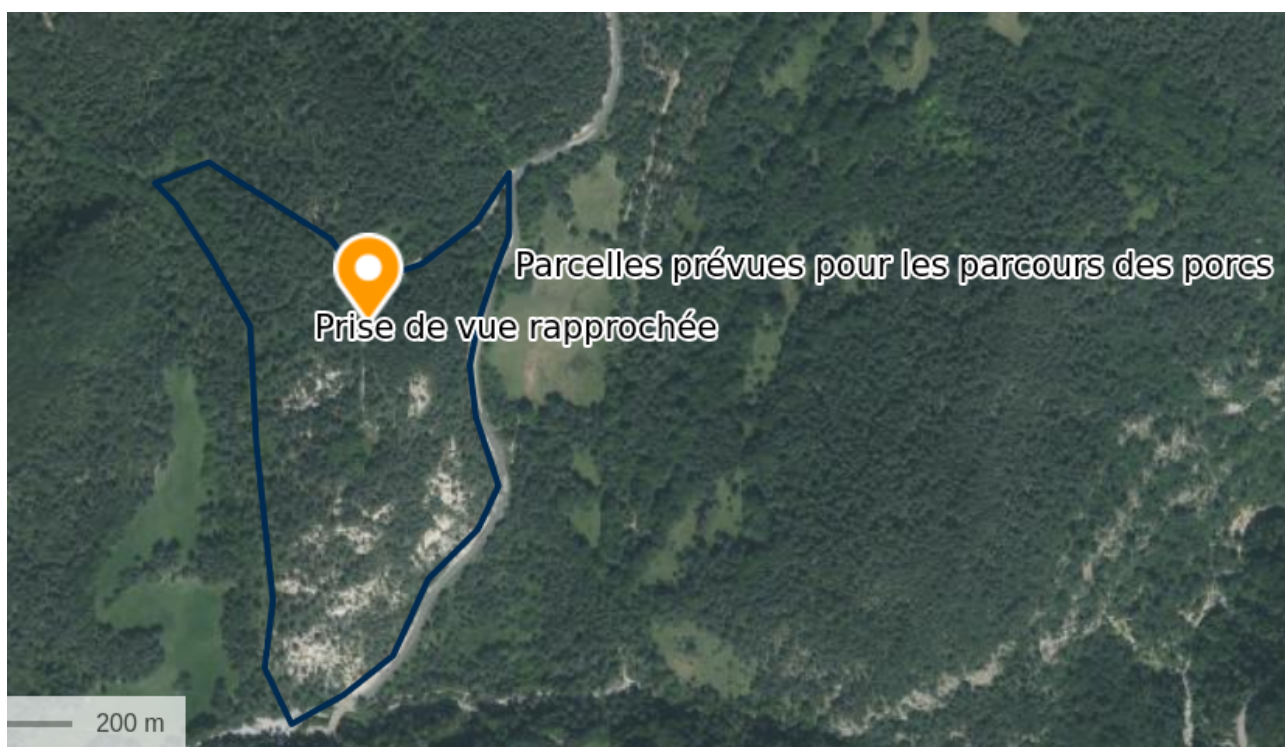 Parcelles prévues pour les parcours des porcs
Prise de vue rapprochée
200 m